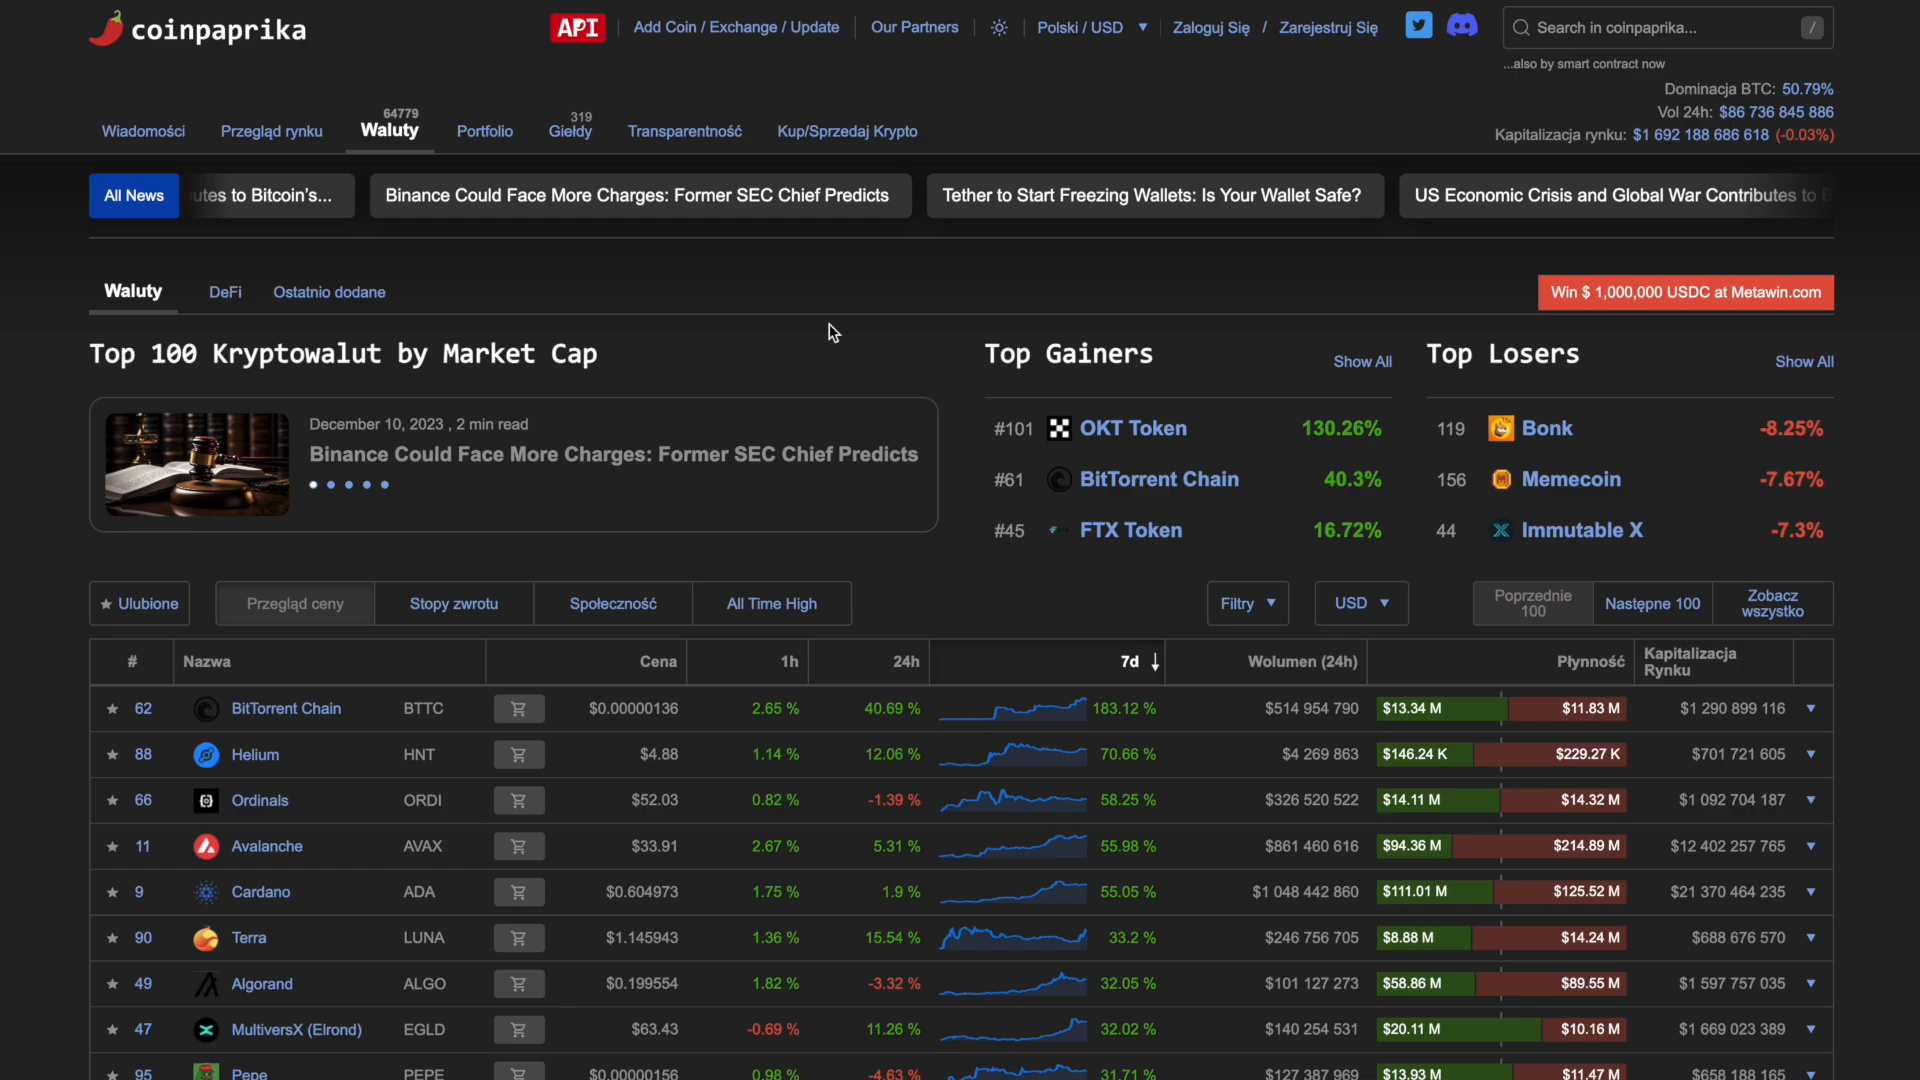 coinpaprika
API
Add Coin / Exchange / Update
Our Partners
Polski / USD ▼
Zaloguj Się / Zarejestruj Się
Search in coinpaprika... /
...also by smart contract now
Dominacja BTC: 50.79%
Vol 24h: $86 736 845 886
Kapitalizacja rynku: $1 692 188 686 618 (-0.03%)
Wiadomości
Przegląd rynku
64779
Waluty
Portfolio
319
Giełdy
Transparentność
Kup/Sprzedaj Krypto
All News
utes to Bitcoin's...
Binance Could Face More Charges: Former SEC Chief Predicts
Tether to Start Freezing Wallets: Is Your Wallet Safe?
US Economic Crisis and Global War Contributes to B
Waluty
DeFi
Ostatnio dodane
Win $ 1,000,000 USDC at Metawin.com
Top 100 Kryptowalut by Market Cap
December 10, 2023 , 2 min read
Binance Could Face More Charges: Former SEC Chief Predicts
Top Gainers
Show All
#101 OKT Token 130.26%
#61 BitTorrent Chain 40.3%
#45 FTX Token 16.72%
Top Losers
Show All
119 Bonk -8.25%
156 Memecoin -7.67%
44 Immutable X -7.3%
★ Ulubione
Przegląd ceny
Stopy zwrotu
Społeczność
All Time High
Filtry ▼
USD ▼
Poprzednie
100
Następne 100
Zobacz
wszystko
# Nazwa Cena 1h 24h 7d ↓ Wolumen (24h) Płynność Kapitalizacja Rynku
★ 62 BitTorrent Chain BTTC $0.00000136 2.65 % 40.69 % 183.12 % $514 954 790 $13.34 M $11.83 M $1 290 899 116 ▼
★ 88 Helium HNT $4.88 1.14 % 12.06 % 70.66 % $4 269 863 $146.24 K $229.27 K $701 721 605 ▼
★ 66 Ordinals ORDI $52.03 0.82 % -1.39 % 58.25 % $326 520 522 $14.11 M $14.32 M $1 092 704 187 ▼
★ 11 Avalanche AVAX $33.91 2.67 % 5.31 % 55.98 % $861 460 616 $94.36 M $214.89 M $12 402 257 765 ▼
★ 9 Cardano ADA $0.604973 1.75 % 1.9 % 55.05 % $1 048 442 860 $111.01 M $125.52 M $21 370 464 235 ▼
★ 90 Terra LUNA $1.145943 1.36 % 15.54 % 33.2 % $246 756 705 $8.88 M $14.24 M $688 676 570 ▼
★ 49 Algorand ALGO $0.199554 1.82 % -3.32 % 32.05 % $101 127 273 $58.86 M $89.55 M $1 597 757 035 ▼
★ 47 MultiversX (Elrond) EGLD $63.43 -0.69 % 11.26 % 32.02 % $140 254 531 $20.11 M $10.16 M $1 669 023 389 ▼
★ 95 Pepe PEPE $0.00000156 0.98 % -4.63 % 31.71 % $127 387 969 $13.93 M $11.47 M $658 188 165 ▼